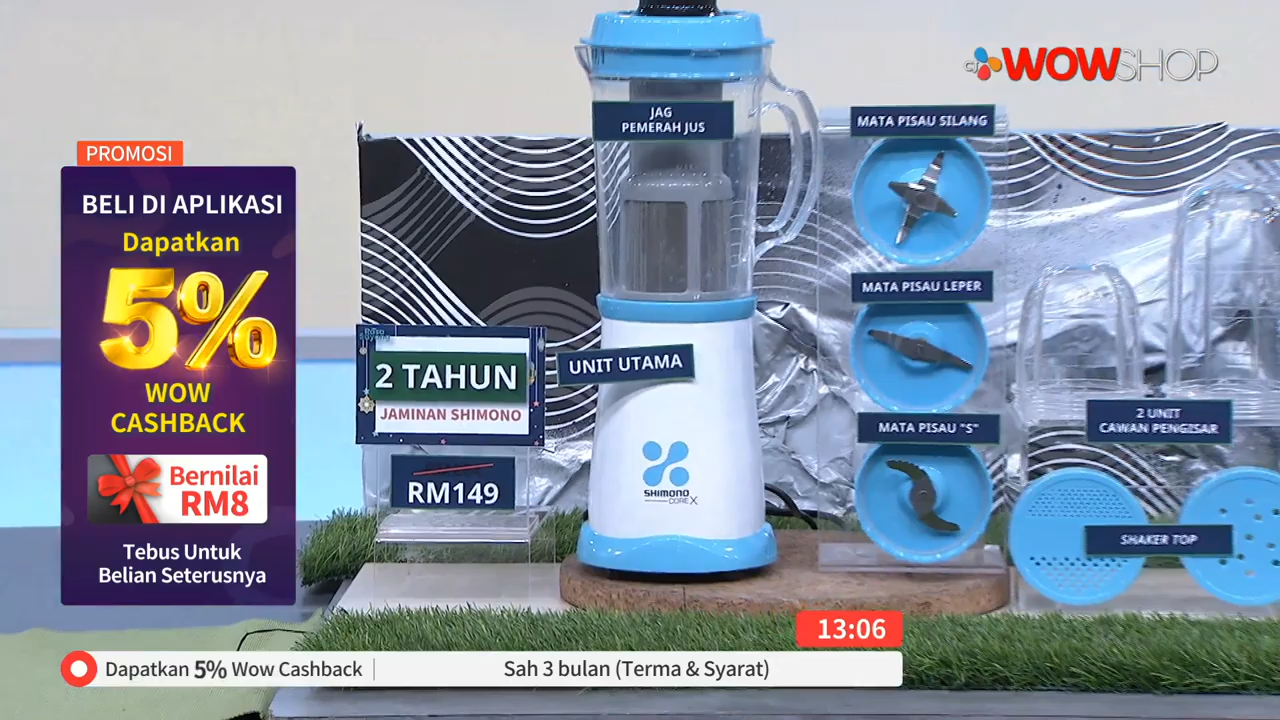 CJ WOWSHOP
PROMOSI
BELI DI APLIKASI
Dapatkan
5%
WOW
CASHBACK
Bernilai
RM8
Tebus Untuk
Belian Seterusnya
JAG
PEMERAH JUS
MATA PISAU SILANG
MATA PISAU LEPER
MATA PISAU "S"
2 TAHUN
JAMINAN SHIMONO
RM149
UNIT UTAMA
SHIMONO
CORE X
2 UNIT
CAWAN PENGISAR
SHAKER TOP
13:06
Dapatkan 5% Wow Cashback
Sah 3 bulan (Terma & Syarat)